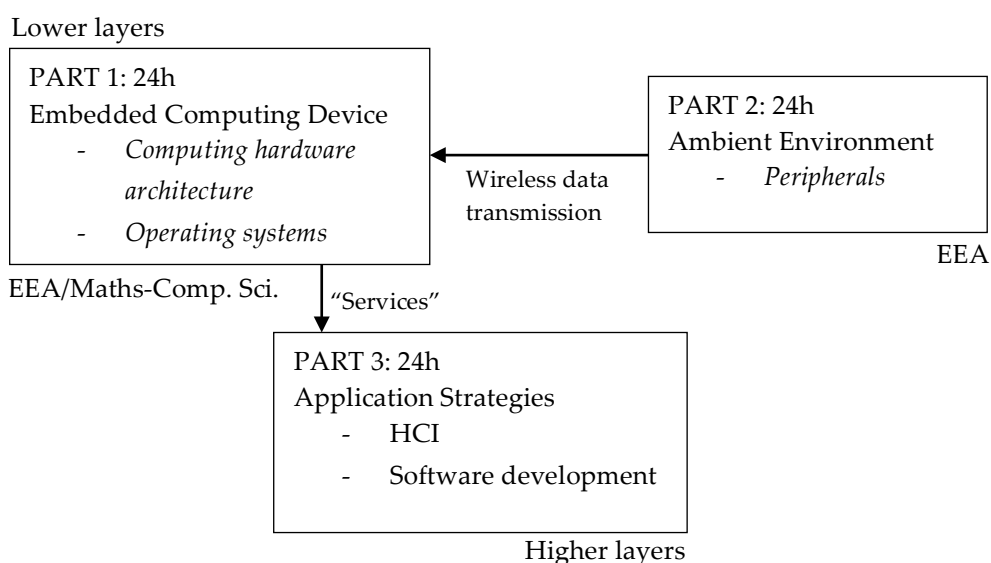 Lower layers
PART 1: 24h
Embedded Computing Device
- Computing hardware
architecture
- Operating systems
EEA/Maths-Comp. Sci.
Wireless data
transmission
PART 2: 24h
Ambient Environment
- Peripherals
EEA
“Services”
PART 3: 24h
Application Strategies
- HCI
- Software development
Higher layers